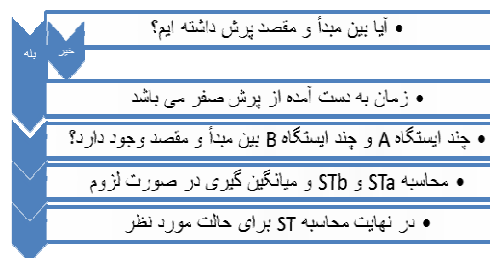 • آیا بین مبدأ و مقصد پرش داشته ایم؟
بله
خیر
• زمان به دست آمده از پرش صفر می باشد
• چند ایستگاه A و چند ایستگاه B بین مبدأ و مقصد وجود دارد؟
• محاسبه STa و STb و میانگین گیری در صورت لزوم
• در نهایت محاسبه ST برای حالت مورد نظر